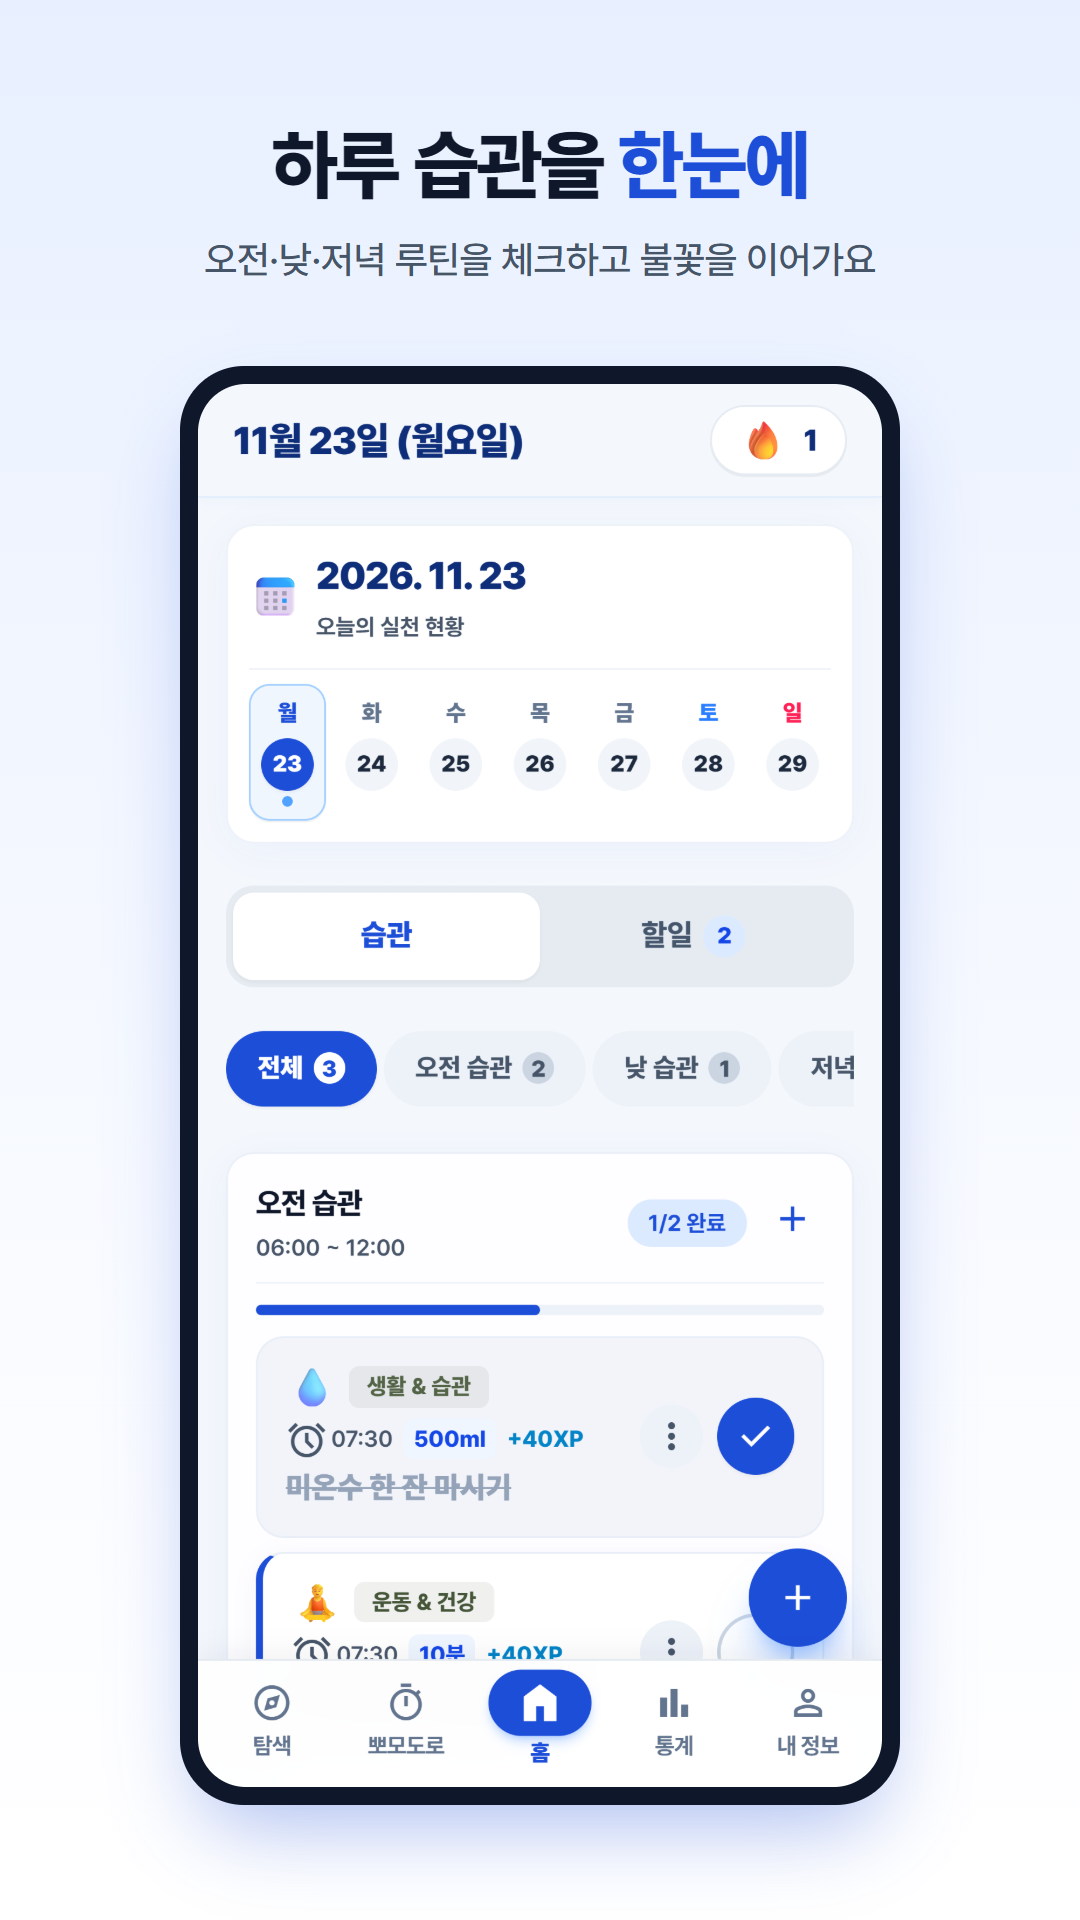 하루 습관을 한눈에
오전·낮·저녁 루틴을 체크하고 불꽃을 이어가요
11월 23일 (월요일)
1
2026. 11. 23
오늘의 실천 현황
월 화 수 목 금 토 일
23 24 25 26 27 28 29
습관 할일 2
전체 3 오전 습관 2 낮 습관 1 저녁
오전 습관
1/2 완료
06:00 ~ 12:00
생활 & 습관
07:30 500ml +40XP
미온수 한 잔 마시기
운동 & 건강
07:30 10분 +40XP
탐색 뽀모도로 홈 통계 내 정보